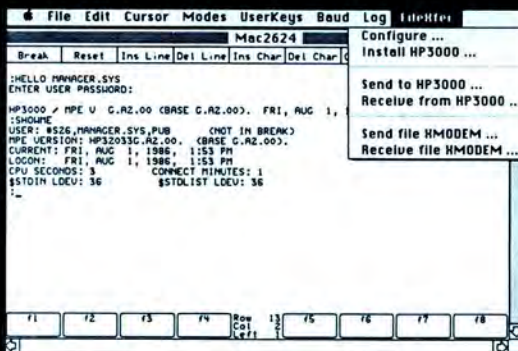 File Edit Cursor Modes UserKeys Baud Log FileXfer
Configure ...
Install HP3000 ...
Send to HP3000 ...
Receive from HP3000 ...
Send file XMODEM ...
Receive file XMODEM ...
Mac2624
Break Reset Ins Line Del Line Ins Char Del Char
:HELLO MANAGER.SYS
ENTER USER PASSWORD:
HP3000 / MPE V G.A2.00 (BASE G.A2.00). FRI, AUG 1,
:SHOWME
USER: #S26,MANAGER.SYS,PUB (NOT IN BREAK)
MPE VERSION: HP32033G.A2.00. (BASE G.A2.00).
CURRENT: FRI, AUG 1, 1986, 1:53 PM
LOGON: FRI, AUG 1, 1986, 1:53 PM
CPU SECONDS: 3 CONNECT MINUTES: 1
$STDIN LDEV: 36 $STDLIST LDEV: 36
:_
f1 f2 f3 f4 Row 13 Col 2 Left 1 f5 f6 f7 f8